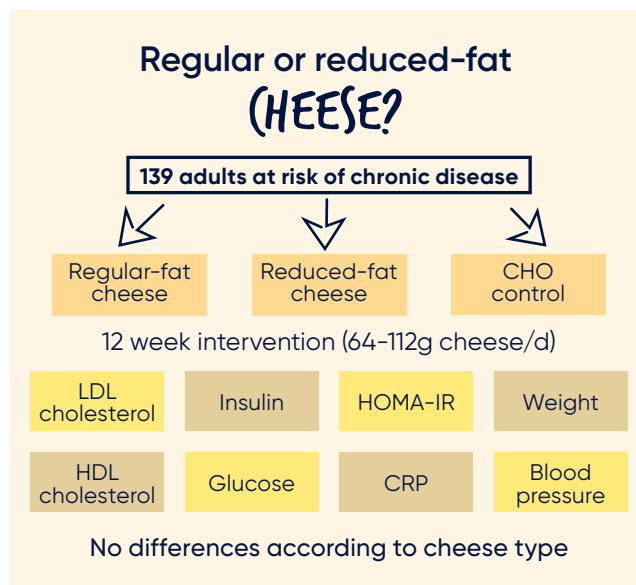 Regular or reduced-fat
CHEESE?
139 adults at risk of chronic disease
Regular-fat
cheese
Reduced-fat
cheese
CHO
control
12 week intervention (64-112g cheese/d)
LDL
cholesterol
Insulin
HOMA-IR
Weight
HDL
cholesterol
Glucose
CRP
Blood
pressure
No differences according to cheese type